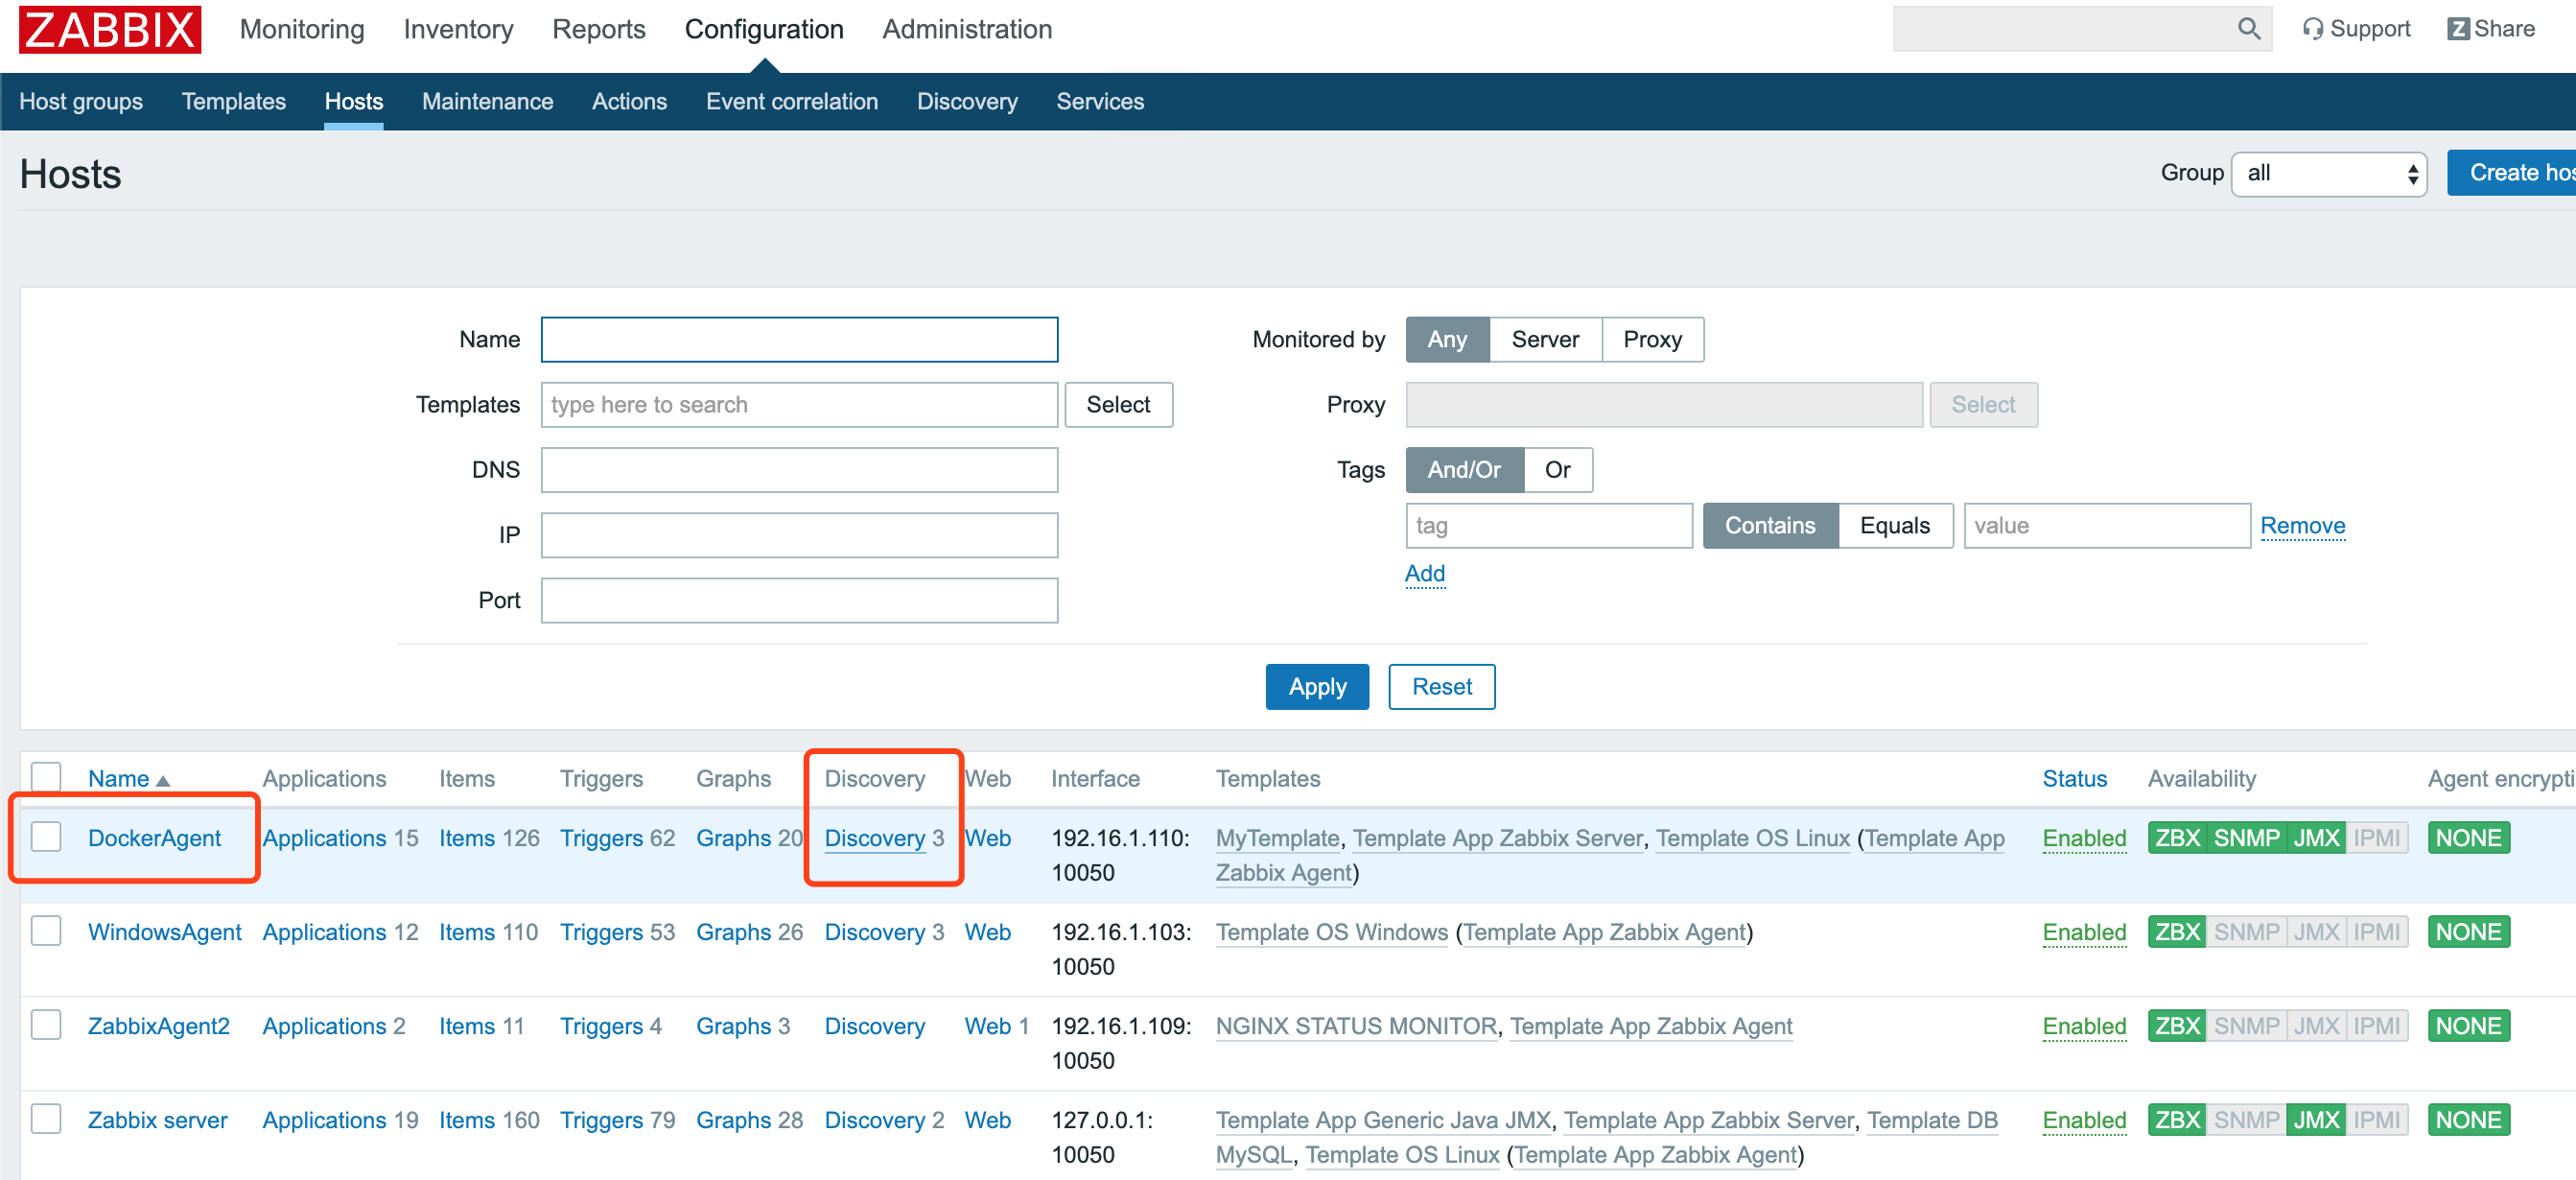 ZABBIX Monitoring Inventory Reports Configuration Administration Support Z Share
Host groups Templates Hosts Maintenance Actions Event correlation Discovery Services
Hosts Group all Create hos
Name Monitored by Any Server Proxy
Templates type here to search Select Proxy Select
DNS Tags And/Or Or
IP tag Contains Equals value Remove
Add
Port
Apply Reset
Name ▲ Applications Items Triggers Graphs Discovery Web Interface Templates Status Availability Agent encrypti
DockerAgent Applications 15 Items 126 Triggers 62 Graphs 20 Discovery 3 Web 192.16.1.110: MyTemplate, Template App Zabbix Server, Template OS Linux (Template App Enabled ZBX SNMP JMX IPMI NONE
10050 Zabbix Agent)
WindowsAgent Applications 12 Items 110 Triggers 53 Graphs 26 Discovery 3 Web 192.16.1.103: Template OS Windows (Template App Zabbix Agent) Enabled ZBX SNMP JMX IPMI NONE
10050
ZabbixAgent2 Applications 2 Items 11 Triggers 4 Graphs 3 Discovery Web 1 192.16.1.109: NGINX STATUS MONITOR, Template App Zabbix Agent Enabled ZBX SNMP JMX IPMI NONE
10050
Zabbix server Applications 19 Items 160 Triggers 79 Graphs 28 Discovery 2 Web 127.0.0.1: Template App Generic Java JMX, Template App Zabbix Server, Template DB Enabled ZBX SNMP JMX IPMI NONE
10050 MySQL, Template OS Linux (Template App Zabbix Agent)